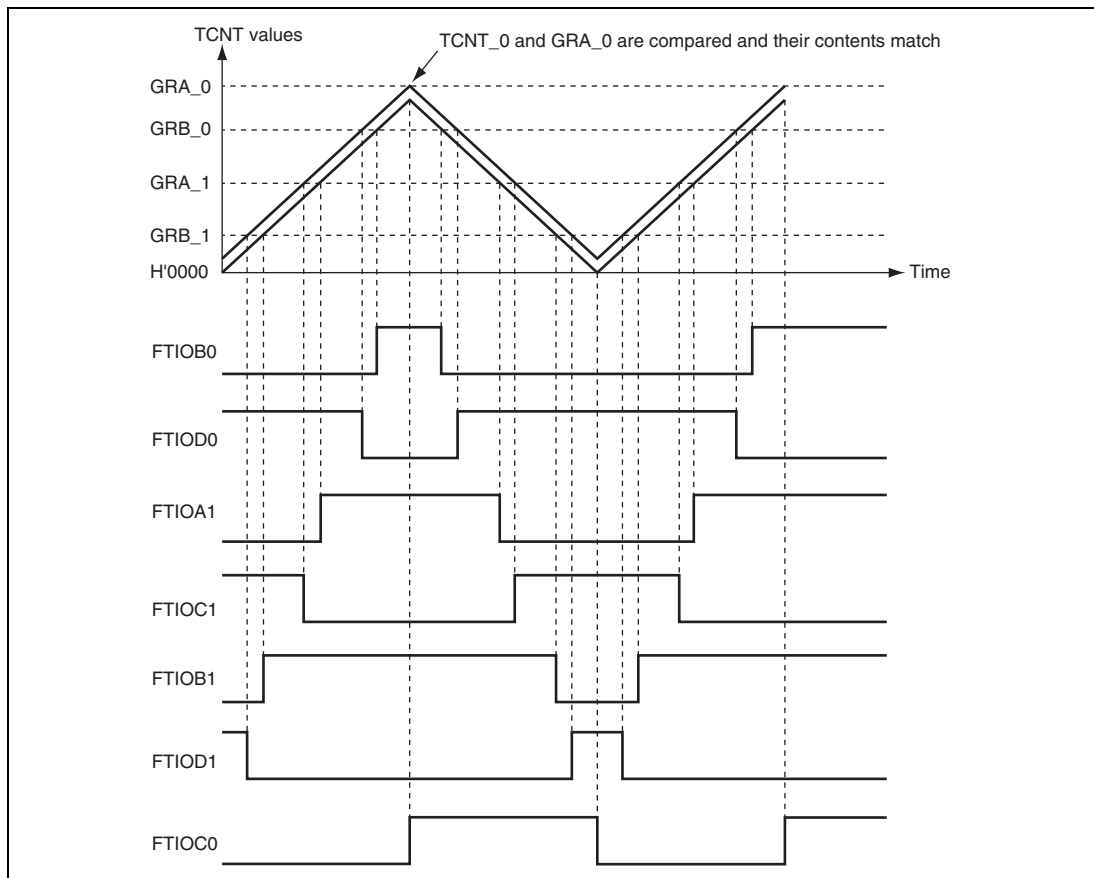 TCNT values
TCNT_0 and GRA_0 are compared and their contents match
GRA_0
GRB_0
GRA_1
GRB_1
H'0000
Time
FTIOB0
FTIOD0
FTIOA1
FTIOC1
FTIOB1
FTIOD1
FTIOC0